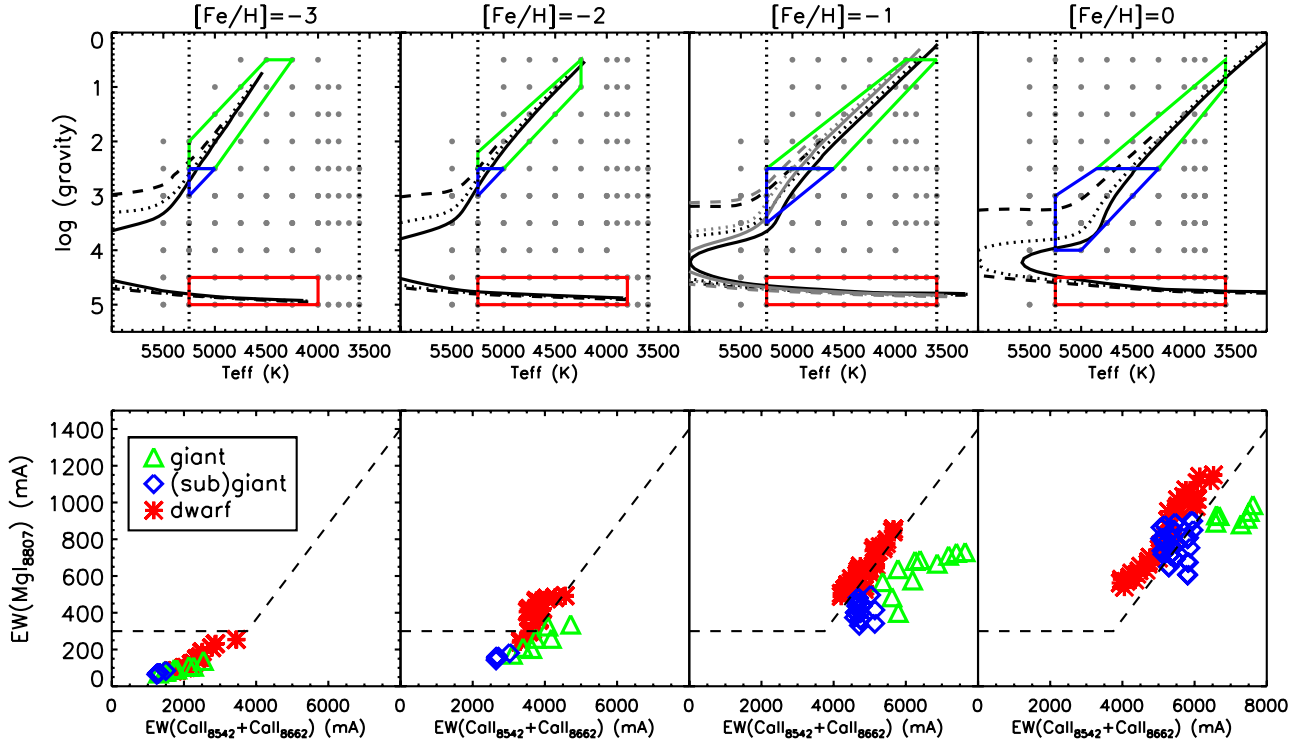 [Fe/H]=−3 [Fe/H]=−2 [Fe/H]=−1 [Fe/H]=0
0
1
2
3
4
5
log (gravity)
5500 5000 4500 4000 3500 5500 5000 4500 4000 3500 5500 5000 4500 4000 3500 5500 5000 4500 4000 3500
Teff (K) Teff (K) Teff (K) Teff (K)
1400
1200
1000
800
600
400
200
0
EW(MgI8807) (mA)
giant
(sub)giant
dwarf
0 2000 4000 6000 0 2000 4000 6000 0 2000 4000 6000 0 2000 4000 6000 8000
EW(CaII8542+CaII8662) (mA) EW(CaII8542+CaII8662) (mA) EW(CaII8542+CaII8662) (mA) EW(CaII8542+CaII8662) (mA)